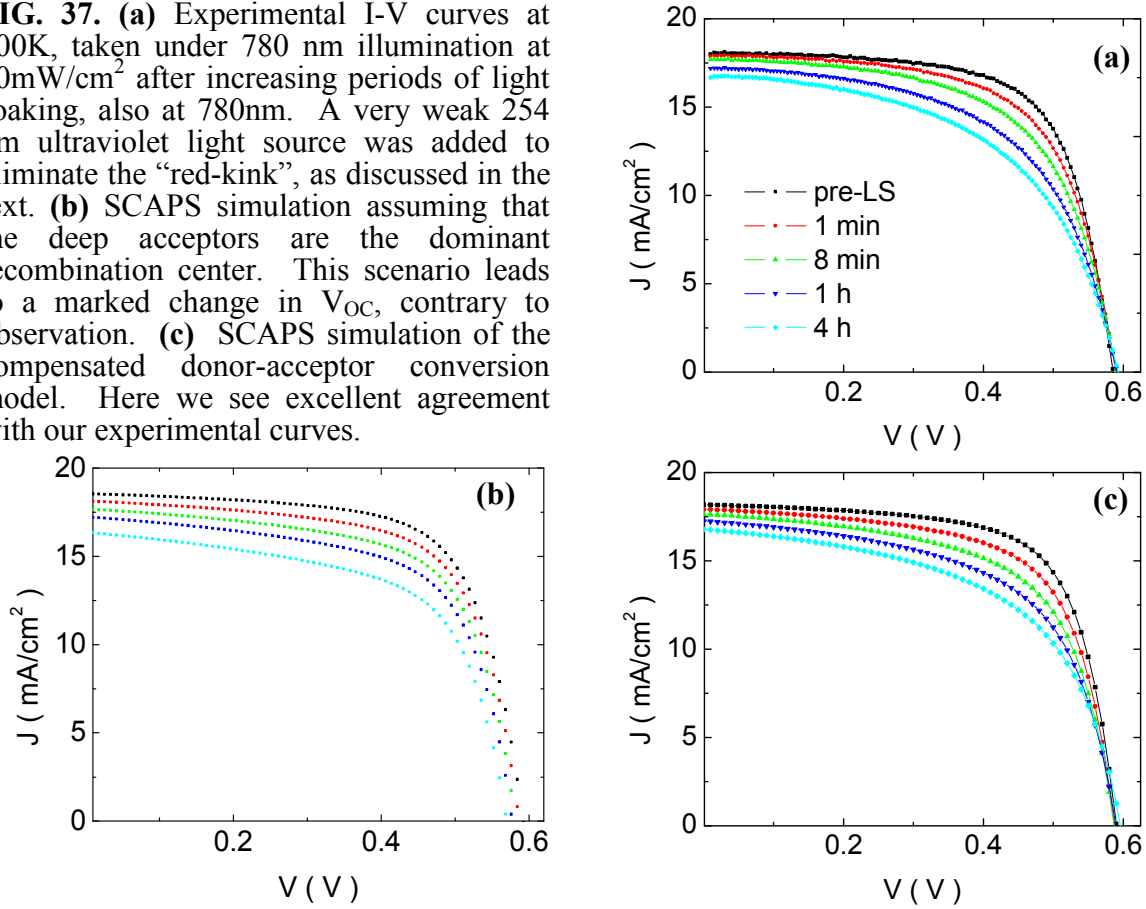 IG. 37. (a) Experimental I-V curves at
00K, taken under 780 nm illumination at
0mW/cm2 after increasing periods of light
oaking, also at 780nm. A very weak 254
m ultraviolet light source was added to
liminate the “red-kink”, as discussed in the
ext. (b) SCAPS simulation assuming that
he deep acceptors are the dominant
ecombination center. This scenario leads
o a marked change in VOC, contrary to
bservation. (c) SCAPS simulation of the
ompensated donor-acceptor conversion
odel. Here we see excellent agreement
ith our experimental curves.
20
15
10
5
0
J ( mA/cm2 )
(a)
pre-LS
1 min
8 min
1 h
4 h
0.2 0.4 0.6
V ( V )
20
15
10
5
0
J ( mA/cm2 )
(b)
0.2 0.4 0.6
V ( V )
20
15
10
5
0
J ( mA/cm2 )
(c)
0.2 0.4 0.6
V ( V )